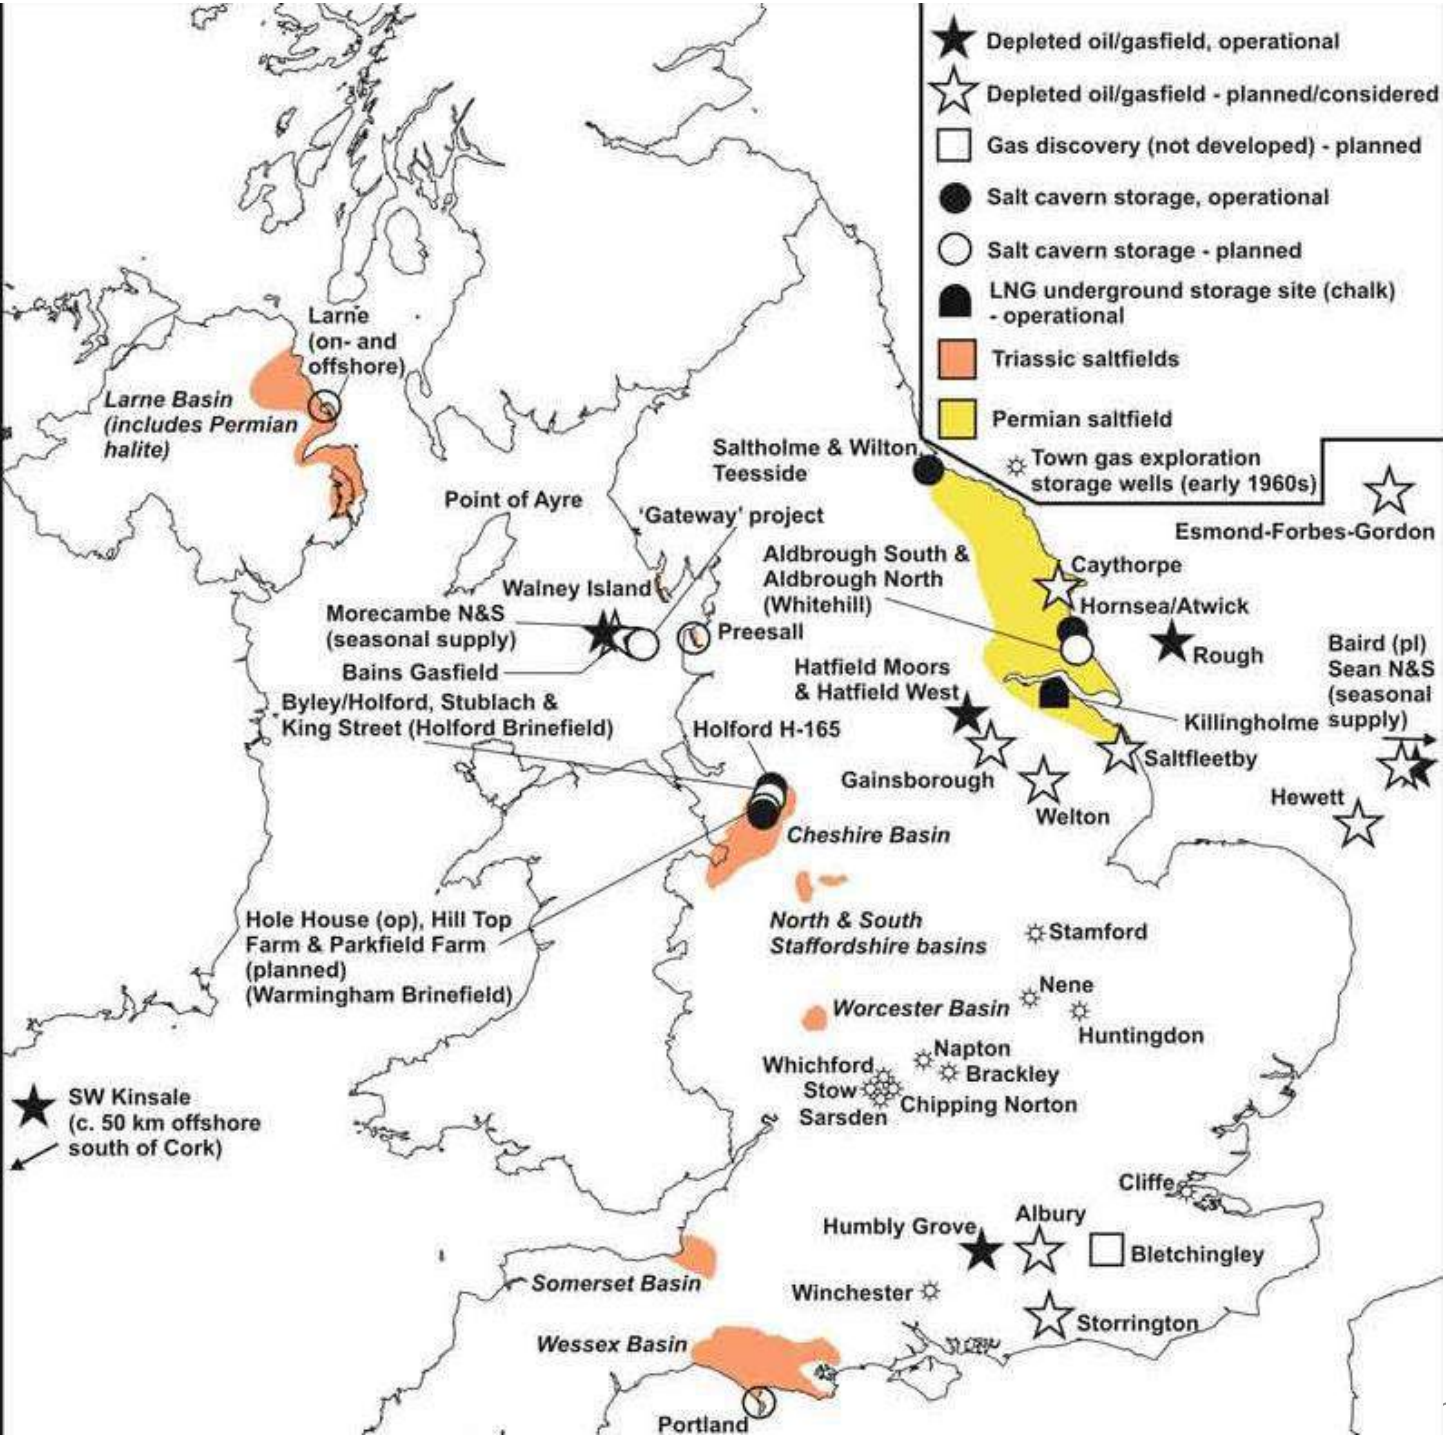 Depleted oil/gasfield, operational
Depleted oil/gasfield - planned/considered
Gas discovery (not developed) - planned
Salt cavern storage, operational
Salt cavern storage - planned
LNG underground storage site (chalk)
- operational
Triassic saltfields
Permian saltfield
Town gas exploration
storage wells (early 1960s)
Larne
(on- and
offshore)
Larne Basin
(includes Permian
halite)
Saltholme & Wilton
Teesside
Point of Ayre
'Gateway' project
Esmond-Forbes-Gordon
Aldbrough South &
Aldbrough North
(Whitehill)
Caythorpe
Walney Island
Hornsea/Atwick
Morecambe N&S
(seasonal supply)
Preesall
Rough
Baird (pl)
Sean N&S
(seasonal
supply)
Bains Gasfield
Hatfield Moors
& Hatfield West
Byley/Holford, Stublach &
King Street (Holford Brinefield)
Holford H-165
Killingholme
Saltfleetby
Gainsborough
Welton
Hewett
Cheshire Basin
Hole House (op), Hill Top
Farm & Parkfield Farm
(planned)
(Warmingham Brinefield)
North & South
Staffordshire basins
Stamford
Nene
Worcester Basin
Huntingdon
Napton
Whichford
Brackley
Stow
Chipping Norton
Sarsden
SW Kinsale
(c. 50 km offshore
south of Cork)
Cliffe
Albury
Humbly Grove
Bletchingley
Somerset Basin
Winchester
Storrington
Wessex Basin
Portland